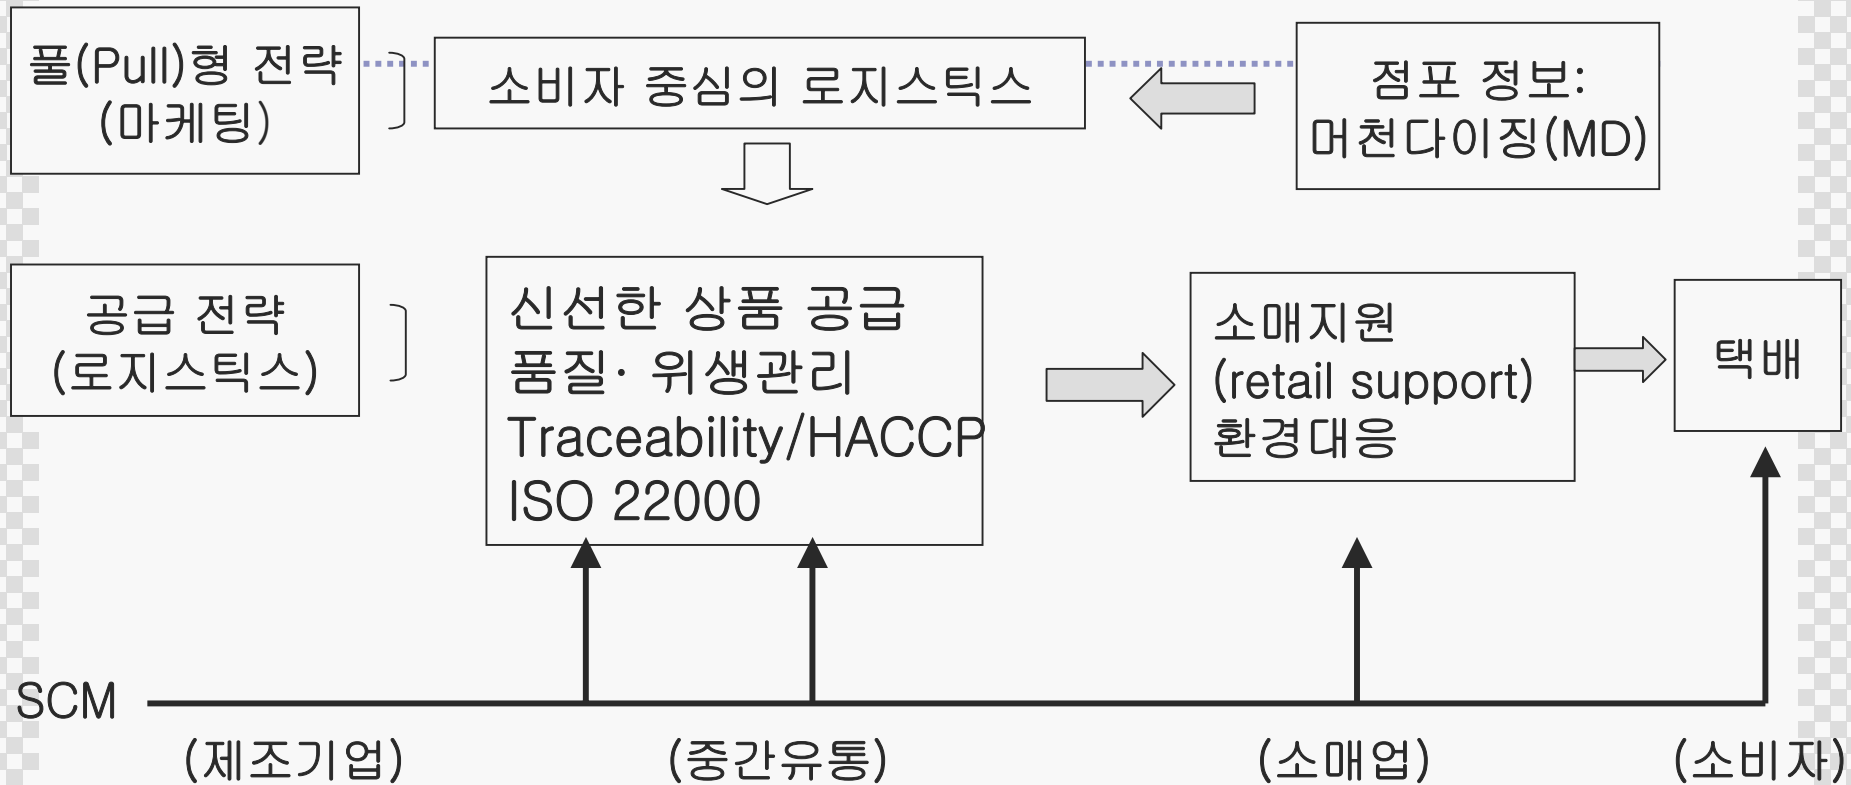 풀(Pull)형 전략
(마케팅)
소비자 중심의 로지스틱스
점포 정보:
머천다이징(MD)
공급 전략
(로지스틱스)
신선한 상품 공급
품질· 위생관리
Traceability/HACCP
ISO 22000
소매지원
(retail support)
환경대응
택배
SCM
(제조기업)
(중간유통)
(소매업)
(소비자)